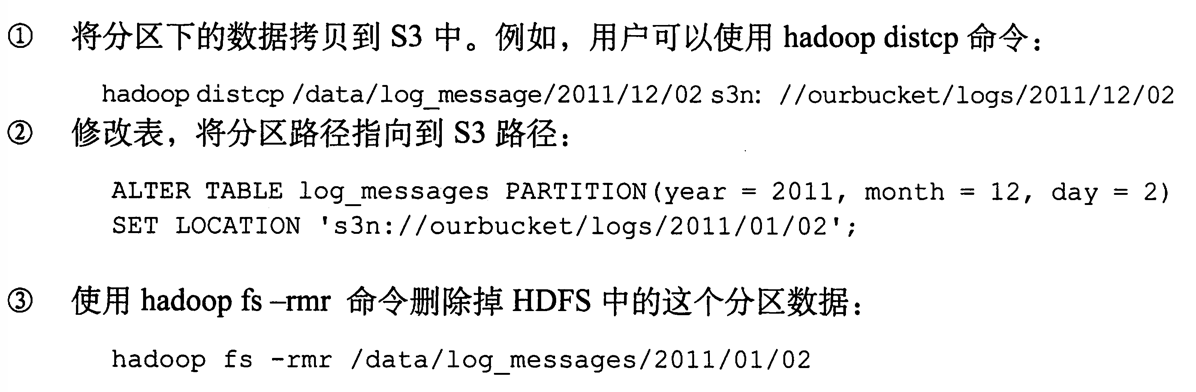 ① 将分区下的数据拷贝到 S3 中。例如，用户可以使用 hadoop distcp 命令：
hadoop distcp /data/log_message/2011/12/02 s3n: //ourbucket/logs/2011/12/02
② 修改表，将分区路径指向到 S3 路径：
ALTER TABLE log_messages PARTITION(year = 2011, month = 12, day = 2)
SET LOCATION 's3n://ourbucket/logs/2011/01/02';
③ 使用 hadoop fs –rmr 命令删除掉 HDFS 中的这个分区数据：
hadoop fs -rmr /data/log_messages/2011/01/02